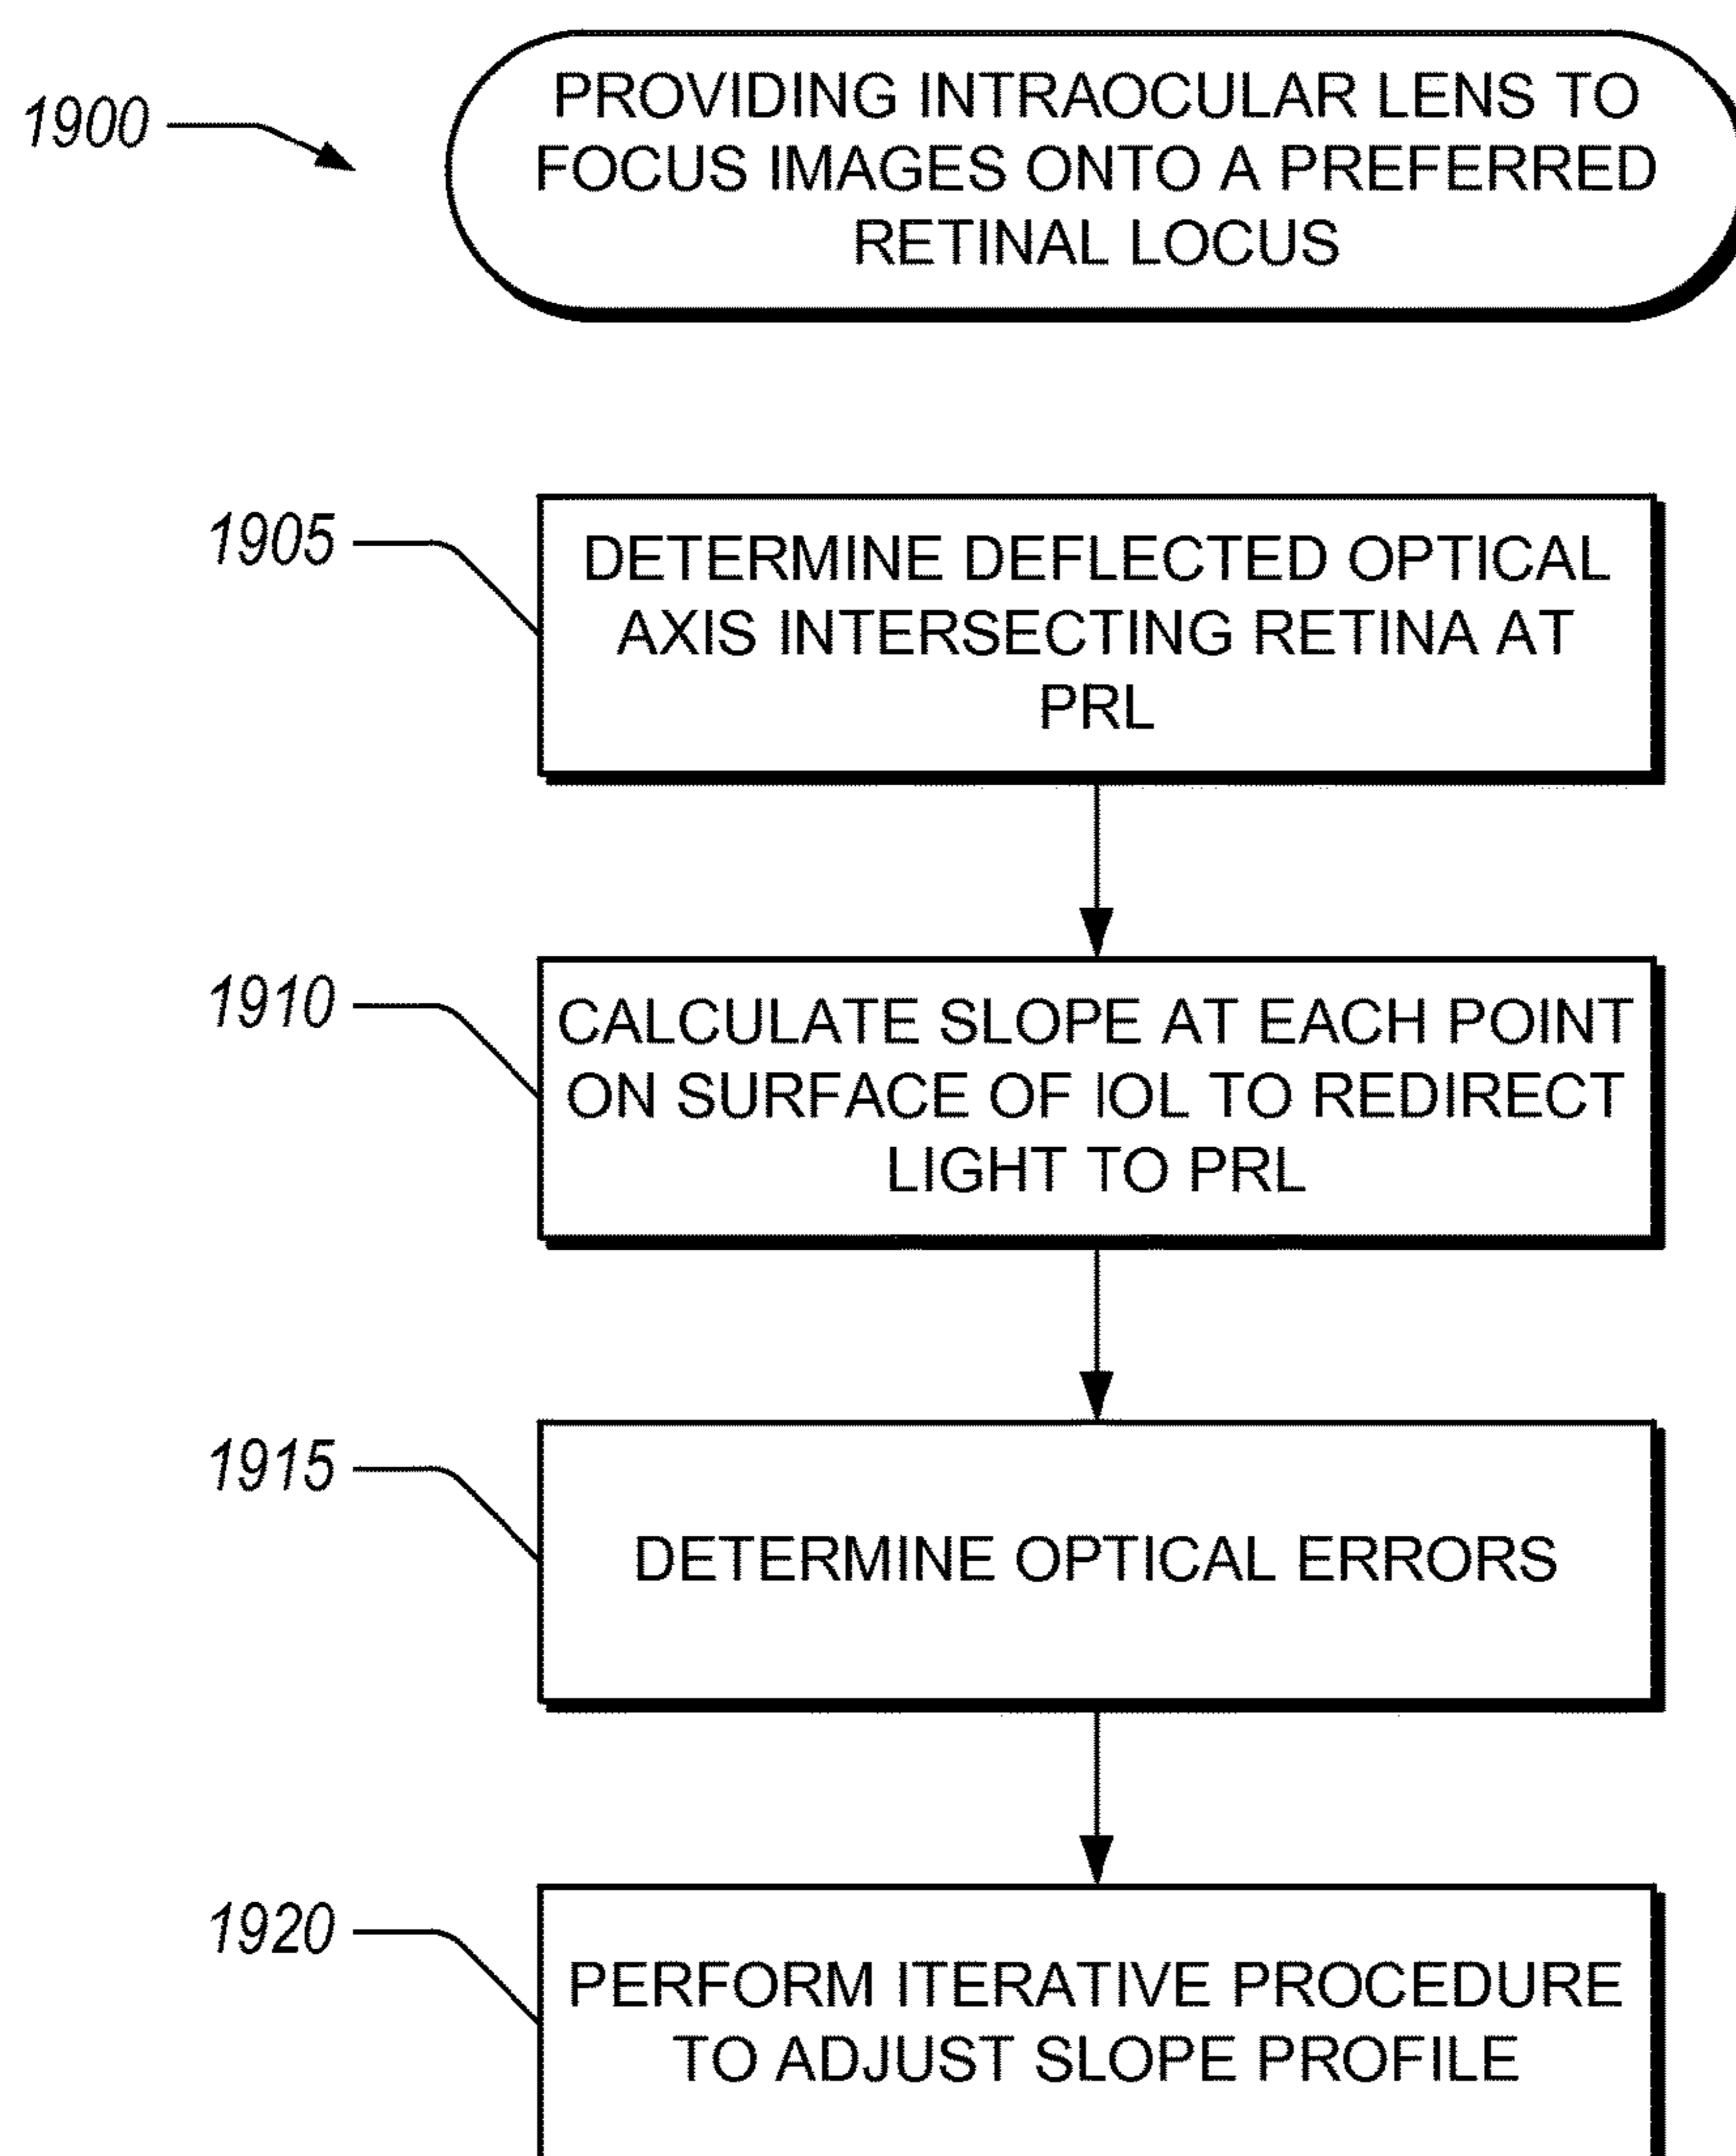 1900
PROVIDING INTRAOCULAR LENS TO
FOCUS IMAGES ONTO A PREFERRED
RETINAL LOCUS
1905
DETERMINE DEFLECTED OPTICAL
AXIS INTERSECTING RETINA AT
PRL
1910
CALCULATE SLOPE AT EACH POINT
ON SURFACE OF IOL TO REDIRECT
LIGHT TO PRL
1915
DETERMINE OPTICAL ERRORS
1920
PERFORM ITERATIVE PROCEDURE
TO ADJUST SLOPE PROFILE